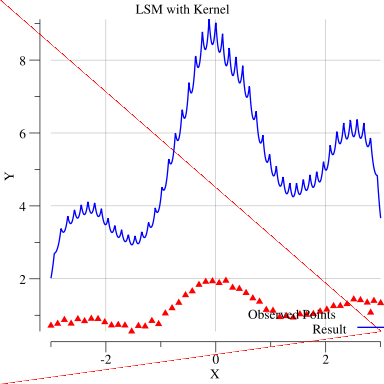 LSM with Kernel
8
6
Y
4
2
Observed Points
Result
-2 0 2
X